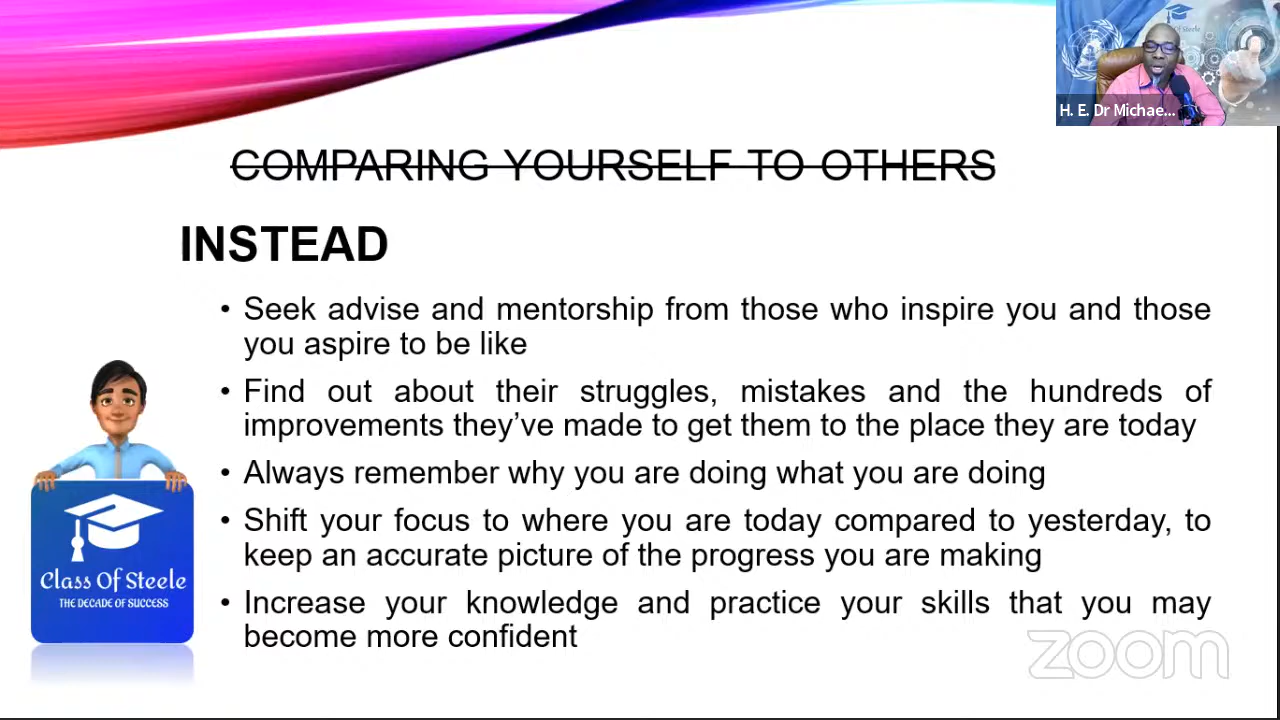 H. E. Dr Michae...
COMPARING YOURSELF TO OTHERS
INSTEAD
• Seek advise and mentorship from those who inspire you and those
you aspire to be like
• Find out about their struggles, mistakes and the hundreds of
improvements they’ve made to get them to the place they are today
• Always remember why you are doing what you are doing
• Shift your focus to where you are today compared to yesterday, to
keep an accurate picture of the progress you are making
• Increase your knowledge and practice your skills that you may
become more confident
Class Of Steele
THE DECADE OF SUCCESS
zoom